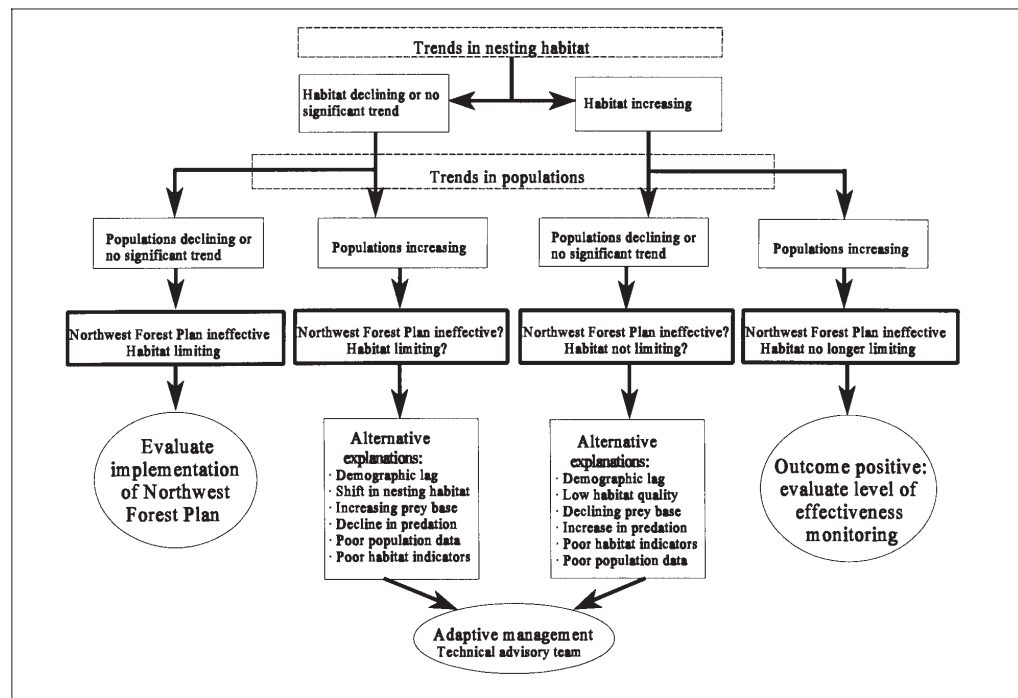 Trends in nesting habitat
Habitat declining or no
significant trend
Habitat increasing
Trends in populations
Populations declining or
no significant trend
Populations increasing
Populations declining or
no significant trend
Populations increasing
Northwest Forest Plan ineffective
Habitat limiting
Northwest Forest Plan ineffective?
Habitat limiting?
Northwest Forest Plan ineffective?
Habitat not limiting?
Northwest Forest Plan ineffective
Habitat no longer limiting
Evaluate
implementation
of Northwest
Forest Plan
Alternative
explanations:
· Demographic lag
· Shift in nesting habitat
· Increasing prey base
· Decline in predation
· Poor population data
· Poor habitat indicators
Alternative
explanations:
· Demographic lag
· Low habitat quality
· Declining prey base
· Increase in predation
· Poor habitat indicators
· Poor population data
Outcome positive:
evaluate level of
effectiveness
monitoring
Adaptive management
Technical advisory team